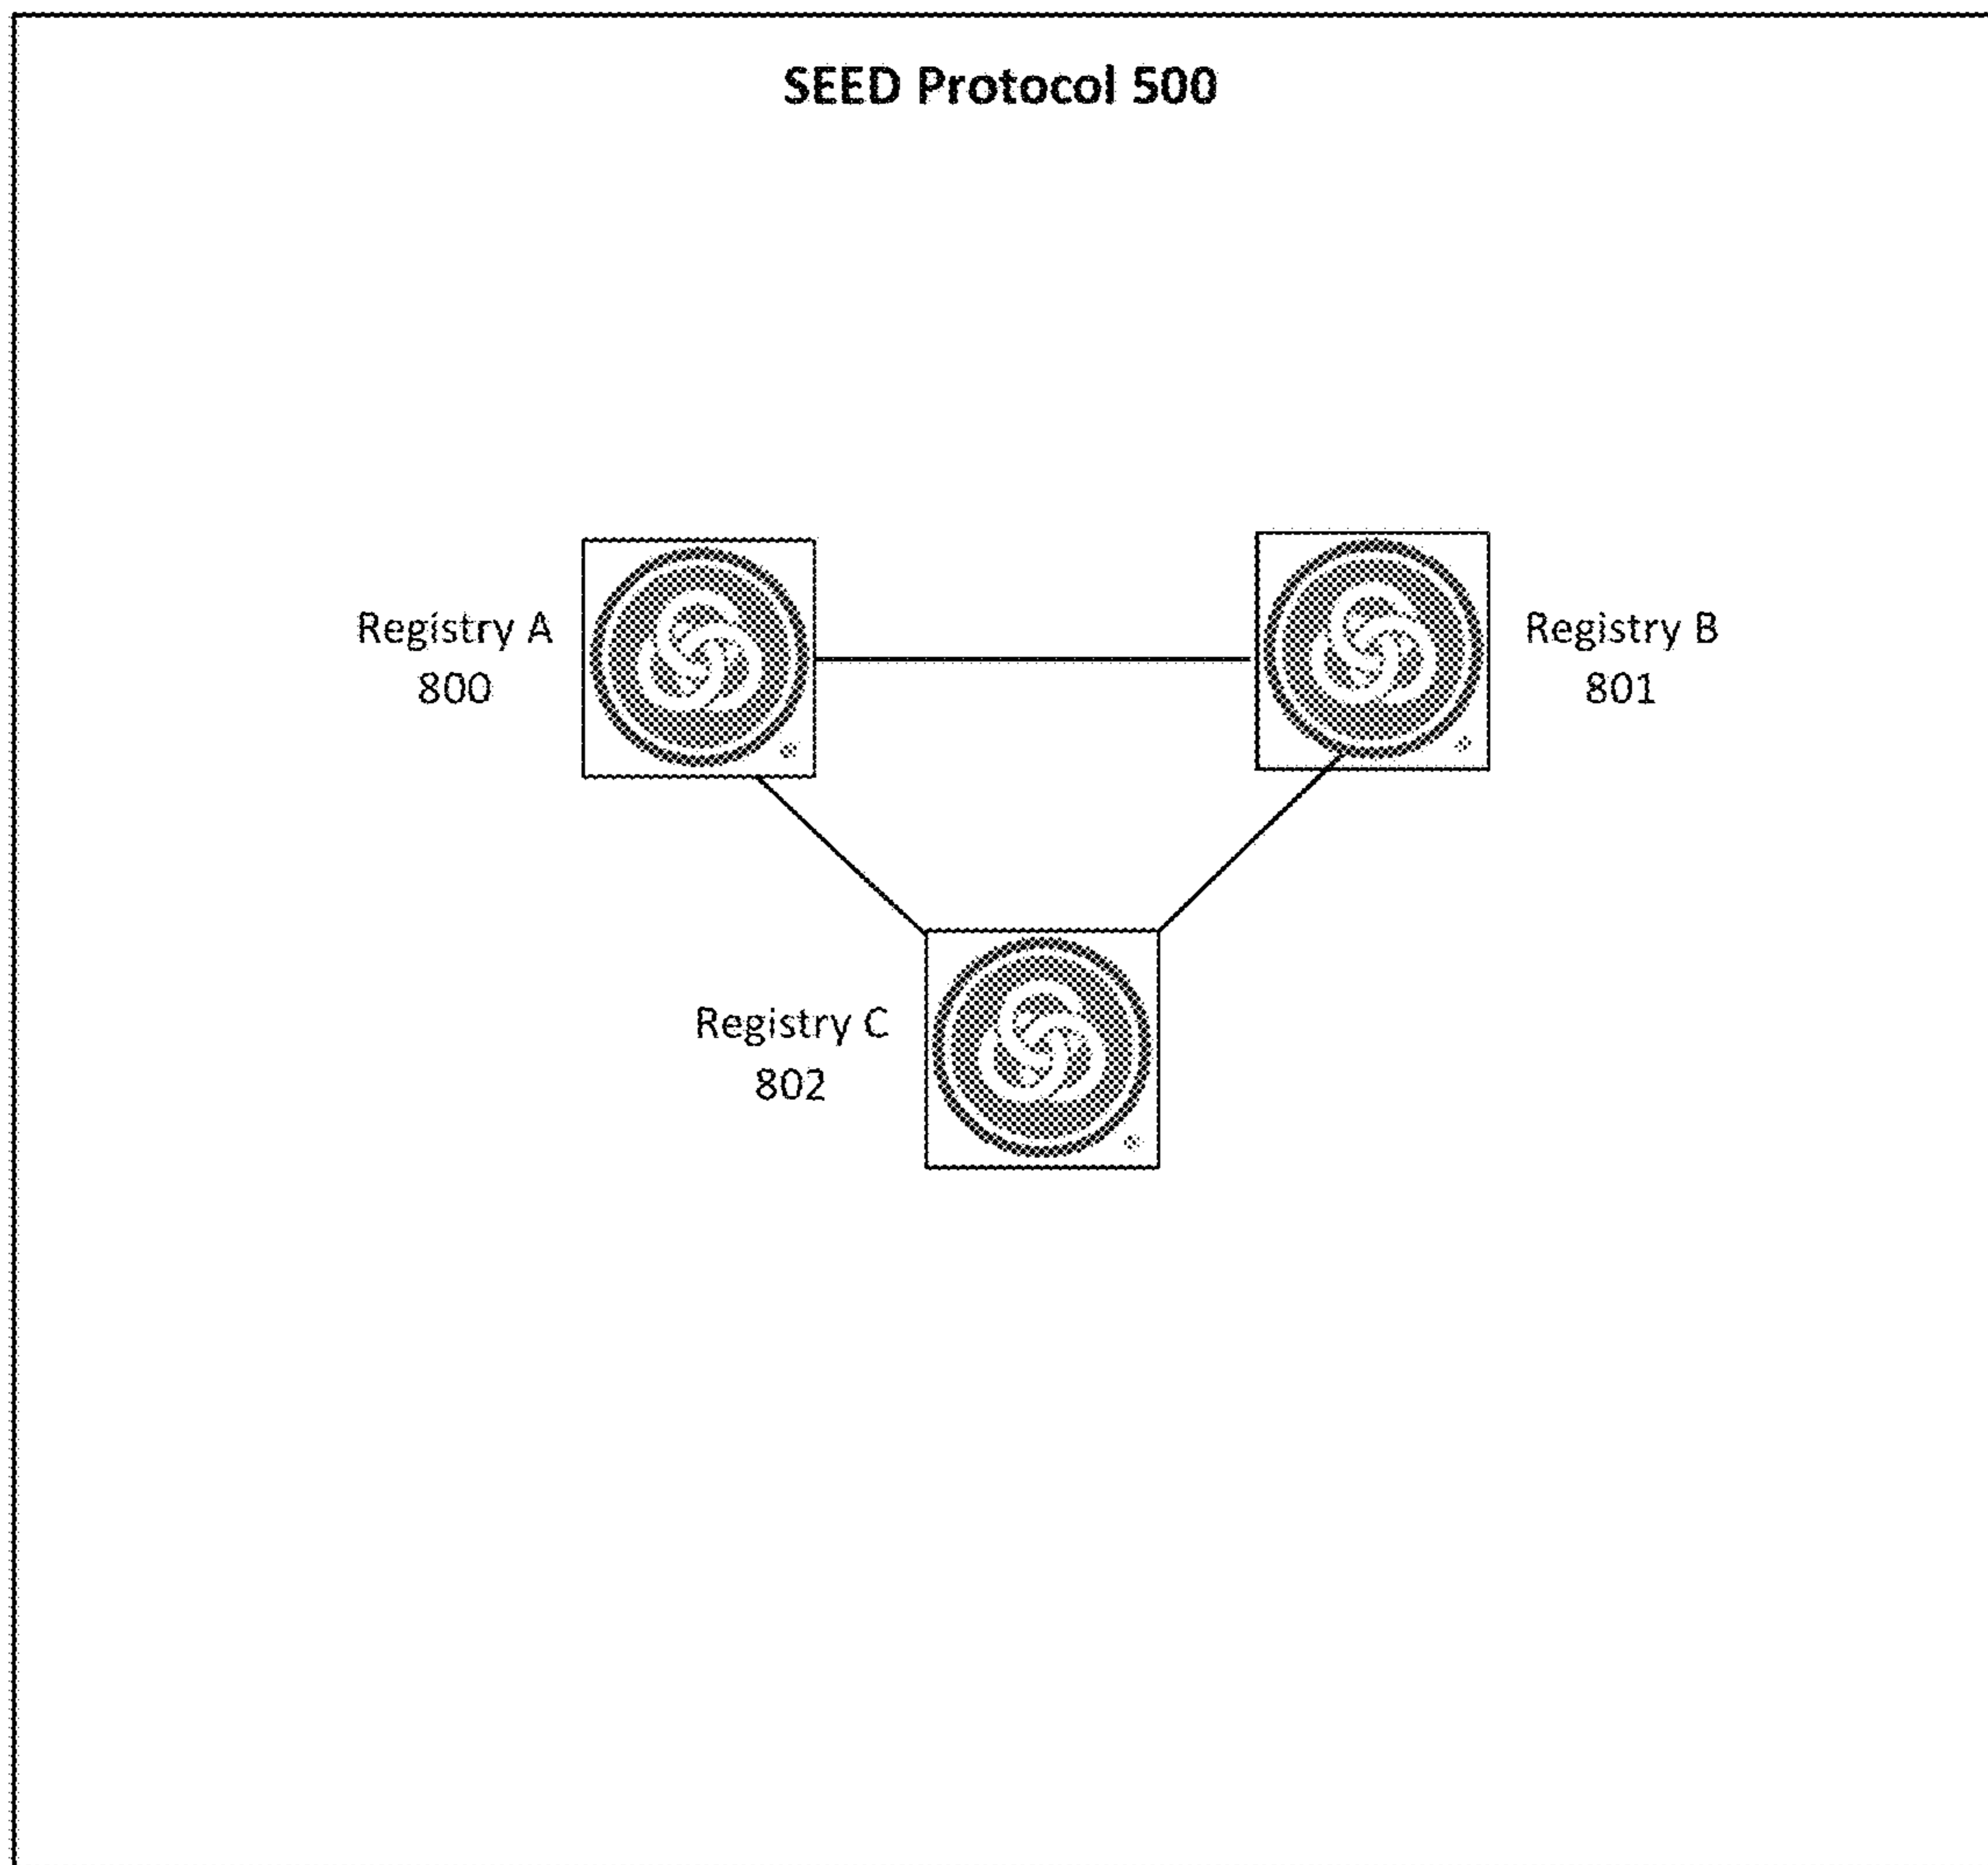 SEED Protocol 500
Registry A
800
Registry B
801
Registry C
802